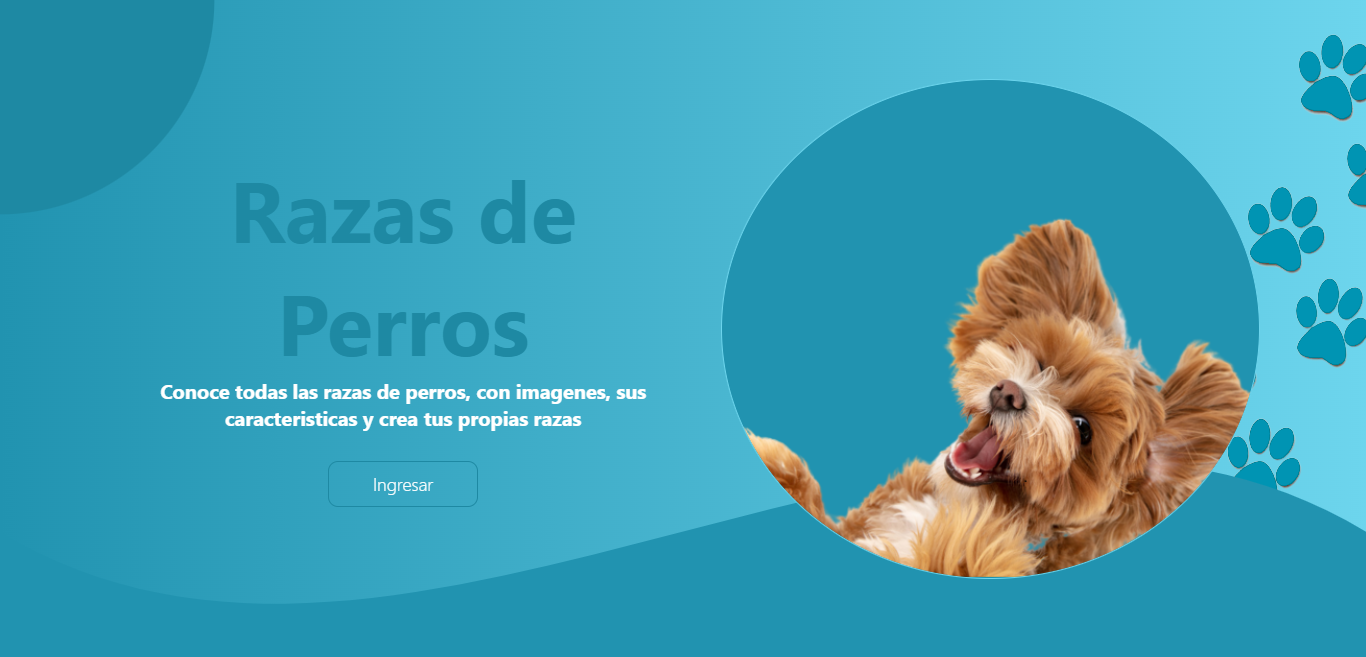 Razas de
Perros
Conoce todas las razas de perros, con imagenes, sus
caracteristicas y crea tus propias razas
Ingresar